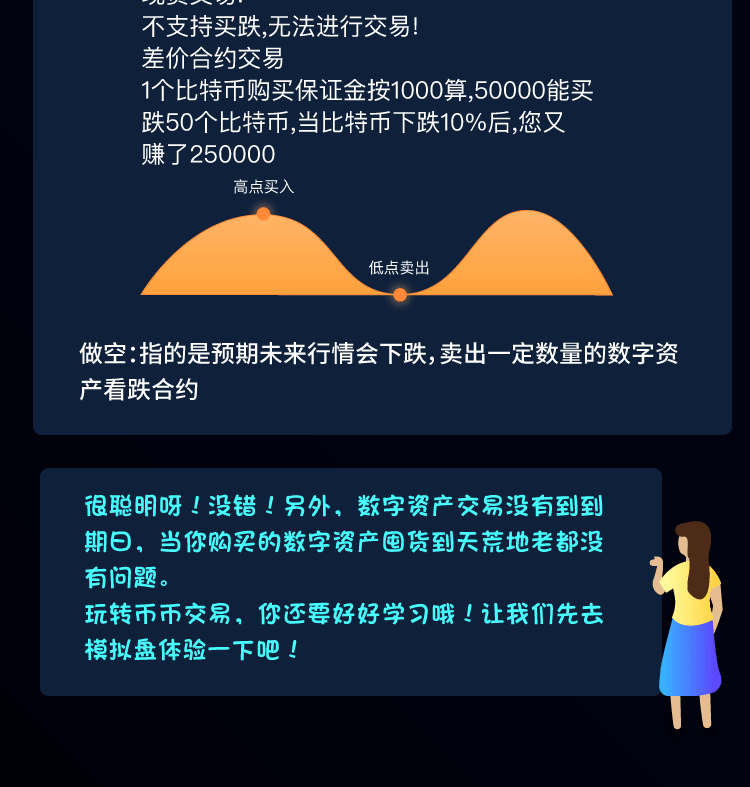 现货交易:
不支持买跌,无法进行交易!
差价合约交易
1个比特币购买保证金按1000算,50000能买
跌50个比特币,当比特币下跌10%后,您又
赚了250000
高点买入
低点卖出
做空:指的是预期未来行情会下跌,卖出一定数量的数字资
产看跌合约
很聪明呀！没错！另外，数字资产交易没有到到
期日，当你购买的数字资产囤货到天荒地老都没
有问题。
玩转币币交易，你还要好好学习哦！让我们先去
模拟盘体验一下吧！